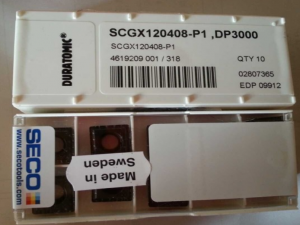 DURATOMIC®
SCGX120408-P1 ,DP3000
SCGX120408-P1
4619209 001 / 318
QTY 10
02807365
EDP 09912
SECO
www.secotools.com
Made in
Sweden